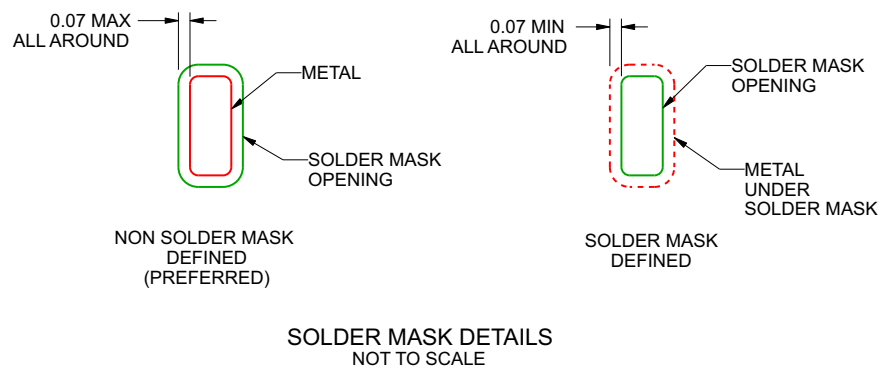 0.07 MAX
ALL AROUND
METAL
SOLDER MASK
OPENING
NON SOLDER MASK
DEFINED
(PREFERRED)
0.07 MIN
ALL AROUND
SOLDER MASK
OPENING
METAL
UNDER
SOLDER MASK
SOLDER MASK
DEFINED
SOLDER MASK DETAILS
NOT TO SCALE